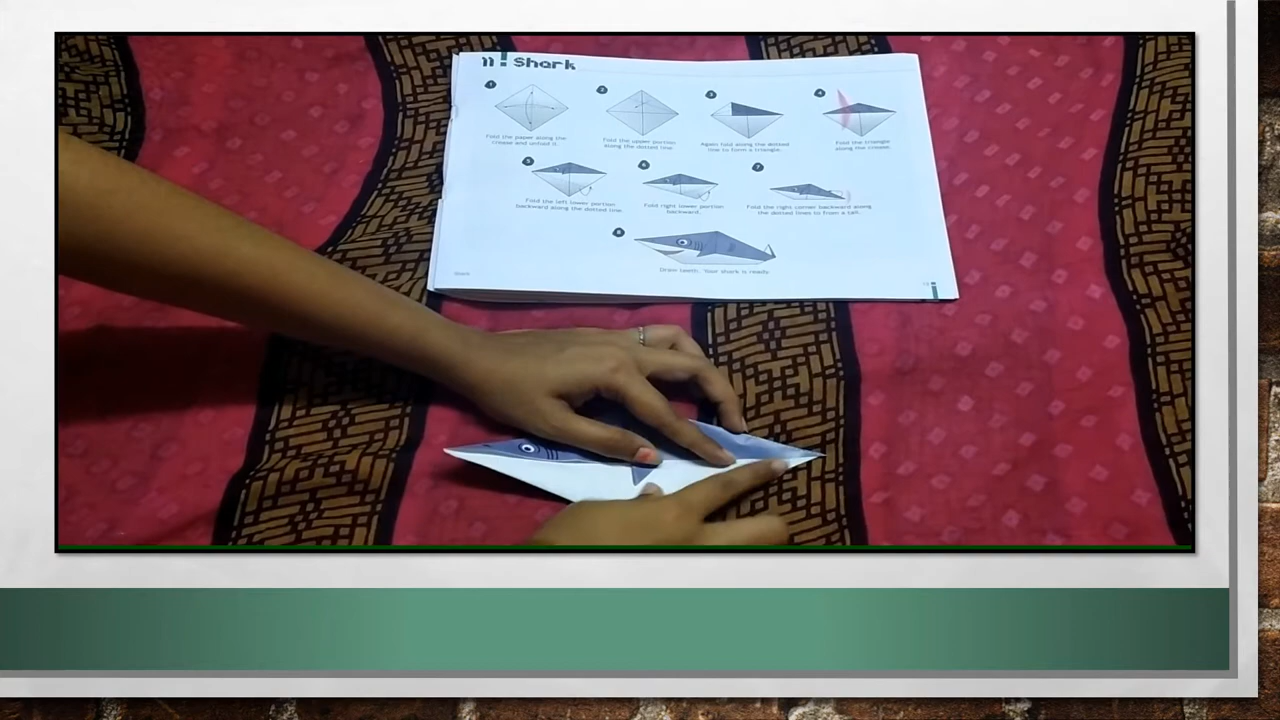 11 Shark
1
2
3
4
Fold the paper along the
crease and unfold it.
Fold the upper portion
along the dotted line.
Again fold along the dotted
line to form a triangle.
Fold the triangle
along the crease.
5
6
7
Fold the left lower portion
backward along the dotted line.
Fold right lower portion
backward.
Fold the right corner backward along
the dotted lines to from a tail.
8
Draw teeth. Your shark is ready.
Shark